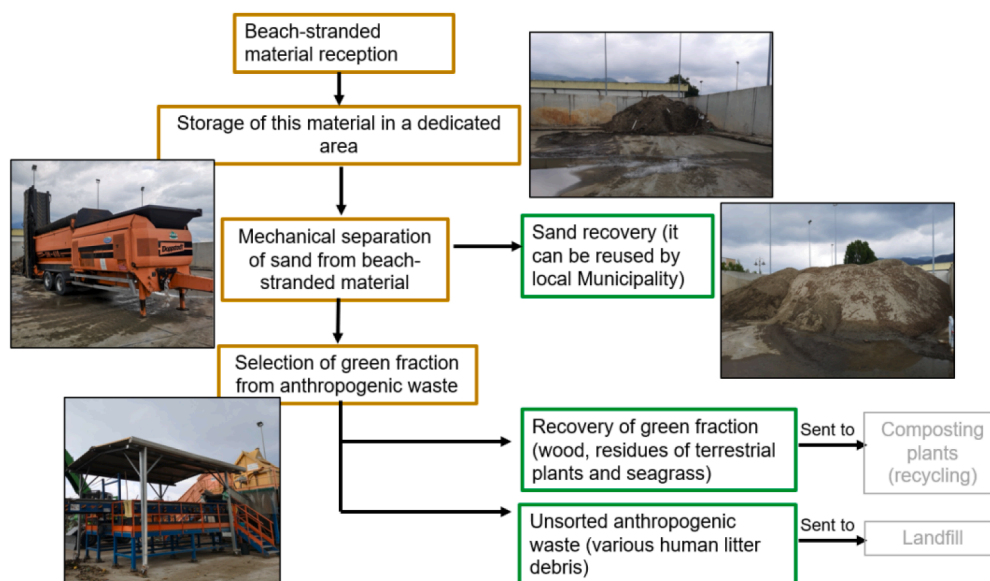 Beach-stranded
material reception
Storage of this material in a dedicated
area
Mechanical separation
of sand from beach-
stranded material
Sand recovery (it
can be reused by
local Municipality)
Selection of green fraction
from anthropogenic waste
Recovery of green fraction
(wood, residues of terrestrial
plants and seagrass)
Sent to
Composting
plants
(recycling)
Unsorted anthropogenic
waste (various human litter
debris)
Sent to
Landfill